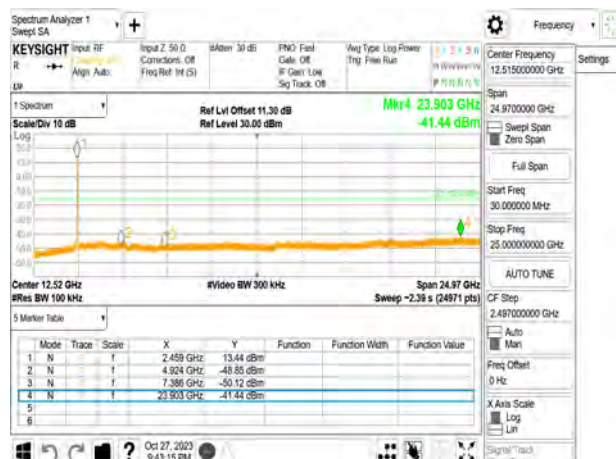 Spectrum Analyzer 1
Swept SA
Frequency
Settings
KEYSIGHT
Input: RF
Align: Auto
Input Z: 50 Ω
Corrections: Off
Freq Ref: Int (S)
#Atten: 30 dB
PNO: Fast
Gate: Off
IF Gain: Low
Sig Track: Off
Avg Type: Log-Power
Trig: Free Run
1 Spectrum
Scale/Div 10 dB
Log
Ref Lvl Offset 11.30 dB
Ref Level 30.00 dBm
Mkr4 23.903 GHz
-41.44 dBm
Center 12.52 GHz
#Res BW 100 kHz
#Video BW 300 kHz
Span 24.97 GHz
Sweep ~2.39 s (24971 pts)
5 Marker Table
Mode Trace Scale X Y Function Function Width Function Value
1 N f 2.459 GHz 13.44 dBm
2 N f 4.924 GHz -48.85 dBm
3 N f 7.386 GHz -50.12 dBm
4 N f 23.903 GHz -41.44 dBm
5
6
Oct 27, 2023
9:43:15 PM
Center Frequency
12.515000000 GHz
Span
24.9700000 GHz
Swept Span
Zero Span
Full Span
Start Freq
30.000000 MHz
Stop Freq
25.000000000 GHz
AUTO TUNE
CF Step
2.497000000 GHz
Auto
Man
Freq Offset
0 Hz
X Axis Scale
Log
Lin
Signal Track